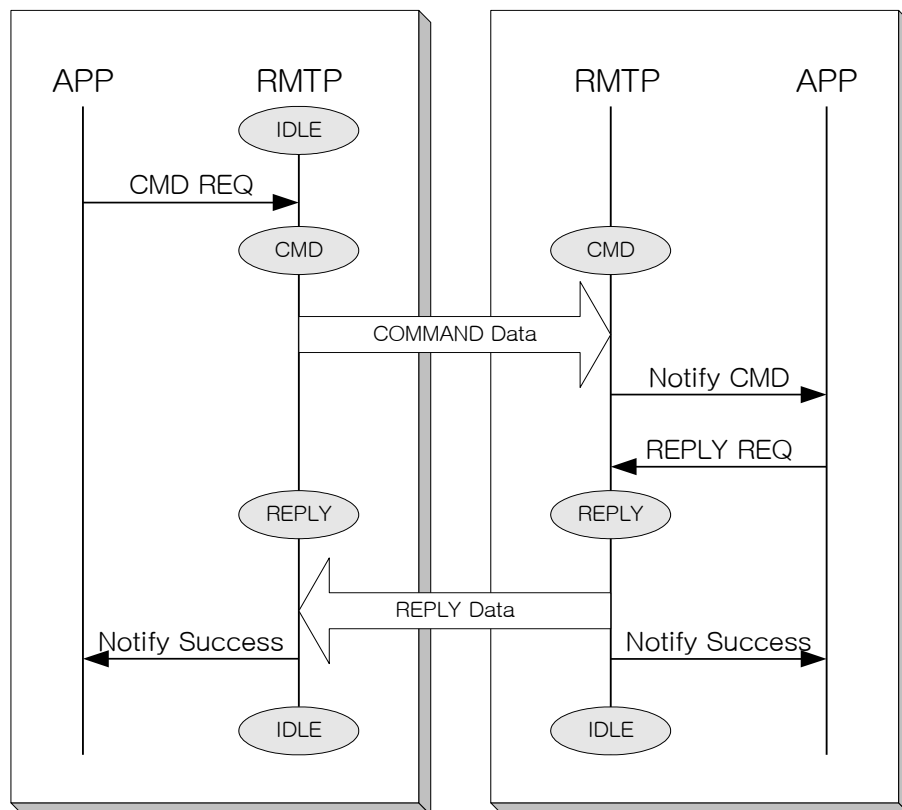 APP RMTP RMTP APP
IDLE
CMD REQ
CMD CMD
COMMAND Data
Notify CMD
REPLY REQ
REPLY REPLY
REPLY Data
Notify Success Notify Success
IDLE IDLE